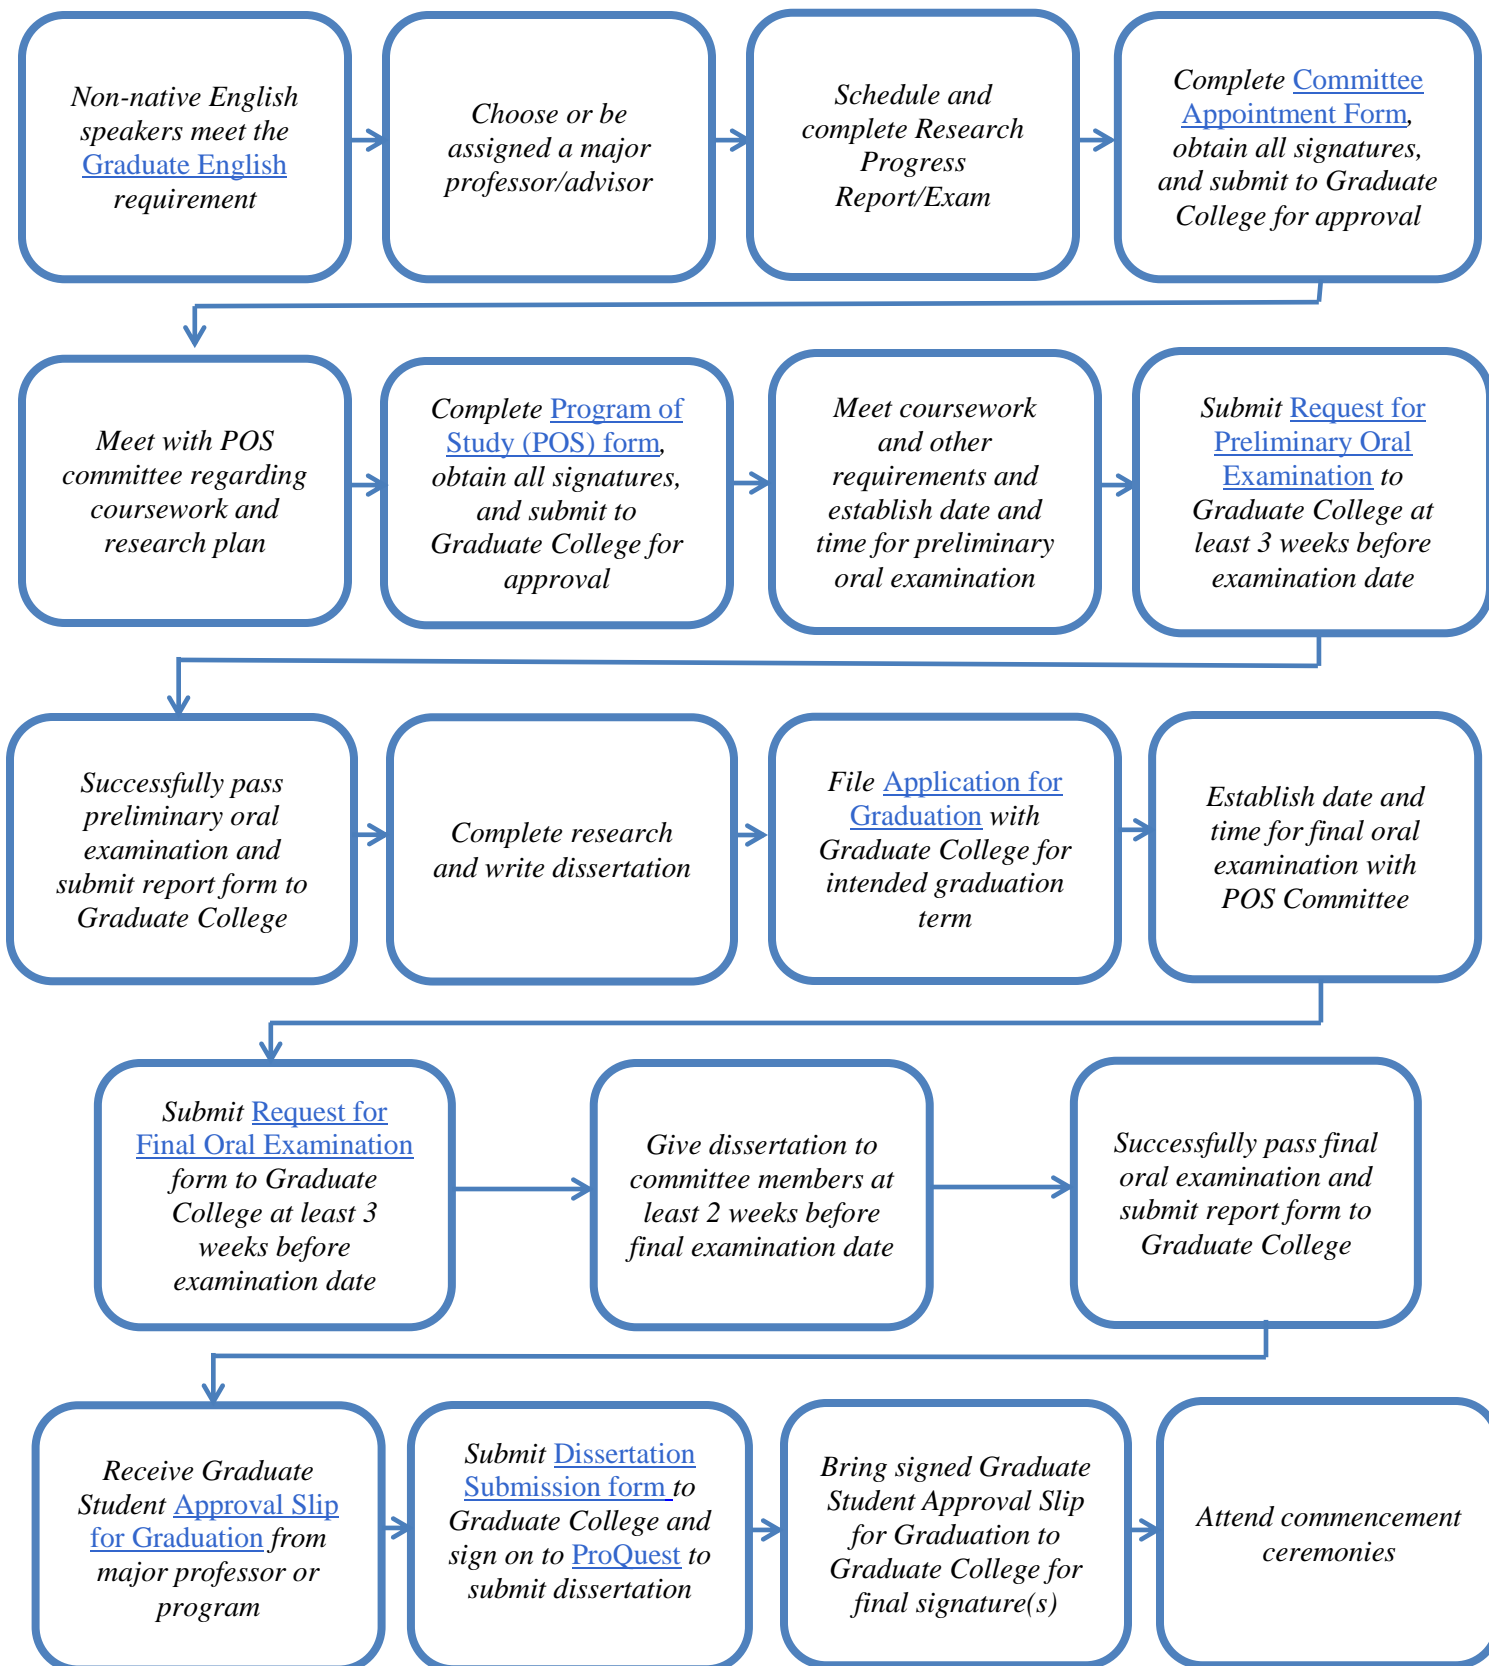 Non-native English
speakers meet the
Graduate English
requirement
Choose or be
assigned a major
professor/advisor
Schedule and
complete Research
Progress
Report/Exam
Complete Committee
Appointment Form,
obtain all signatures,
and submit to Graduate
College for approval
Meet with POS
committee regarding
coursework and
research plan
Complete Program of
Study (POS) form,
obtain all signatures,
and submit to
Graduate College for
approval
Meet coursework
and other
requirements and
establish date and
time for preliminary
oral examination
Submit Request for
Preliminary Oral
Examination to
Graduate College at
least 3 weeks before
examination date
Successfully pass
preliminary oral
examination and
submit report form to
Graduate College
Complete research
and write dissertation
File Application for
Graduation with
Graduate College for
intended graduation
term
Establish date and
time for final oral
examination with
POS Committee
Submit Request for
Final Oral Examination
form to Graduate
College at least 3
weeks before
examination date
Give dissertation to
committee members at
least 2 weeks before
final examination date
Successfully pass final
oral examination and
submit report form to
Graduate College
Receive Graduate
Student Approval Slip
for Graduation from
major professor or
program
Submit Dissertation
Submission form to
Graduate College and
sign on to ProQuest to
submit dissertation
Bring signed Graduate
Student Approval Slip
for Graduation to
Graduate College for
final signature(s)
Attend commencement
ceremonies